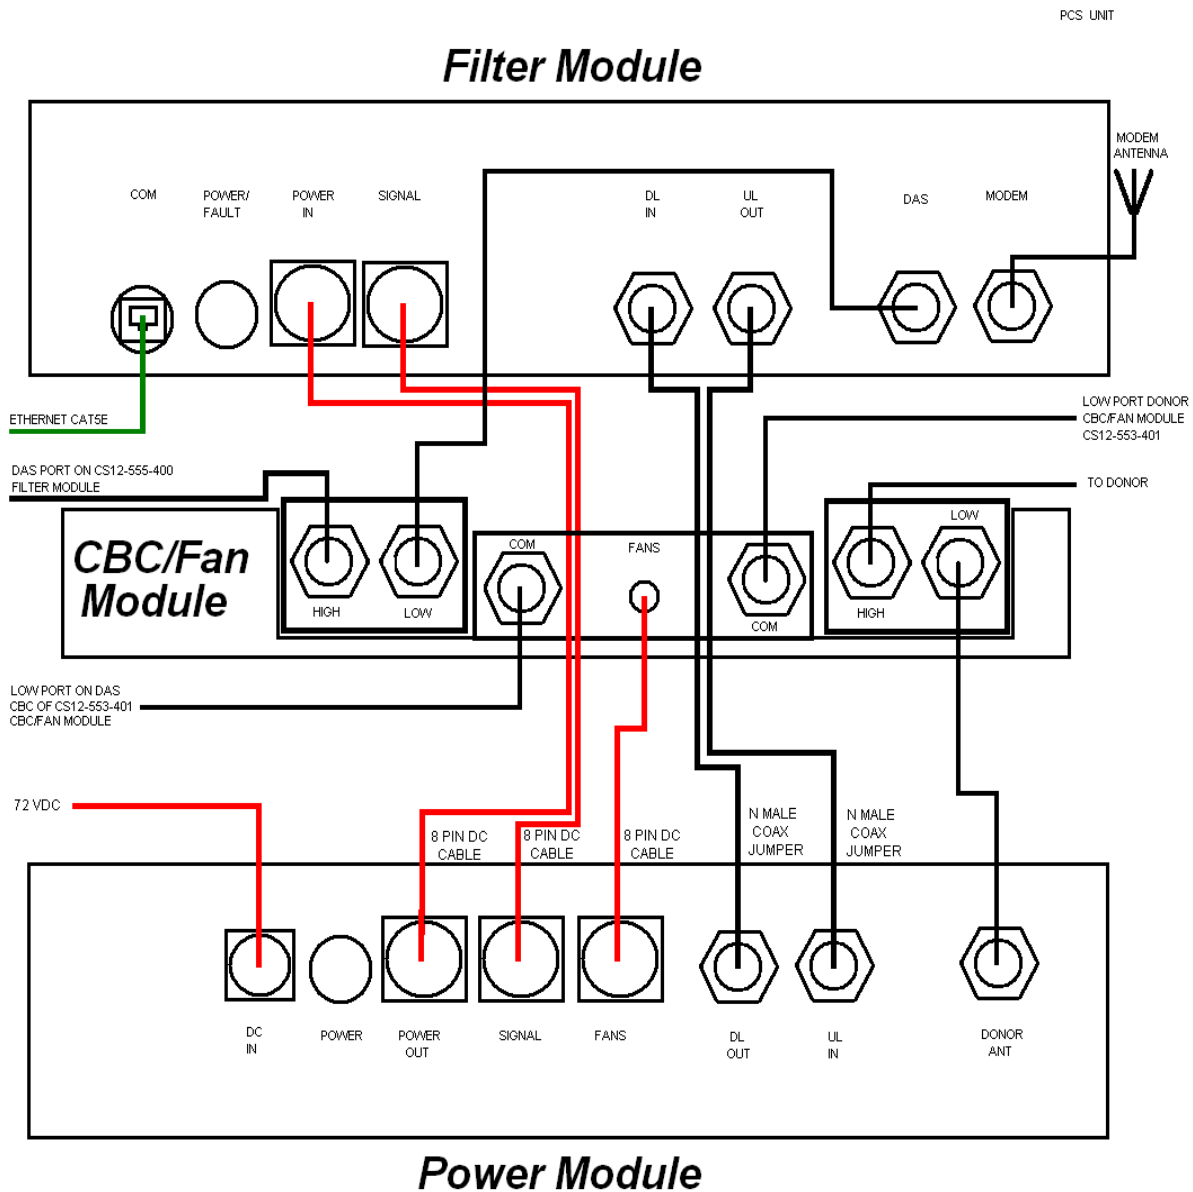 PCS UNIT
Filter Module
MODEM
ANTENNA
COM
POWER/
FAULT
POWER
IN
SIGNAL
DL
IN
UL
OUT
DAS
MODEM
ETHERNET CAT5E
LOW PORT DONOR
CBC/FAN MODULE
CS12-553-401
DAS PORT ON CS12-555-400
FILTER MODULE
TO DONOR
CBC/Fan
Module
HIGH
LOW
COM
FANS
COM
LOW
HIGH
LOW PORT ON DAS
CBC OF CS12-553-401
CBC/FAN MODULE
72 VDC
8 PIN DC
CABLE
8 PIN DC
CABLE
8 PIN DC
CABLE
N MALE
COAX
JUMPER
N MALE
COAX
JUMPER
DC
IN
POWER
POWER
OUT
SIGNAL
FANS
DL
OUT
UL
IN
DONOR
ANT
Power Module